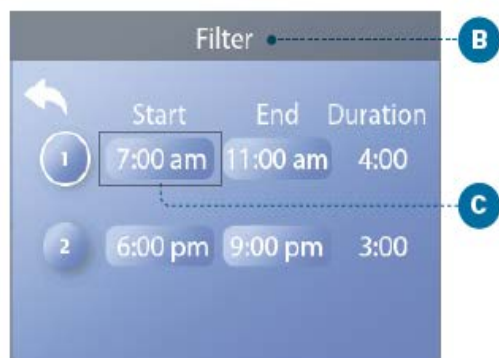 Filter
B
Start End Duration
1 7:00 am 11:00 am 4:00
C
2 6:00 pm 9:00 pm 3:00